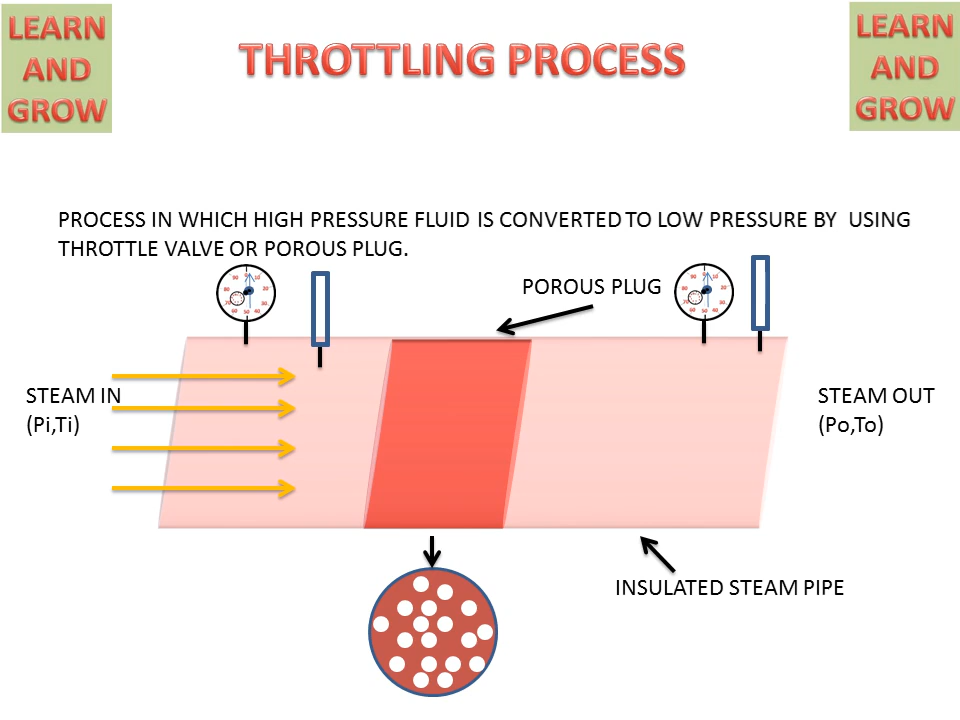 LEARN
AND
GROW
THROTTLING PROCESS
LEARN
AND
GROW
PROCESS IN WHICH HIGH PRESSURE FLUID IS CONVERTED TO LOW PRESSURE BY USING
THROTTLE VALVE OR POROUS PLUG.
POROUS PLUG
STEAM IN
(Pi,Ti)
STEAM OUT
(Po,To)
INSULATED STEAM PIPE